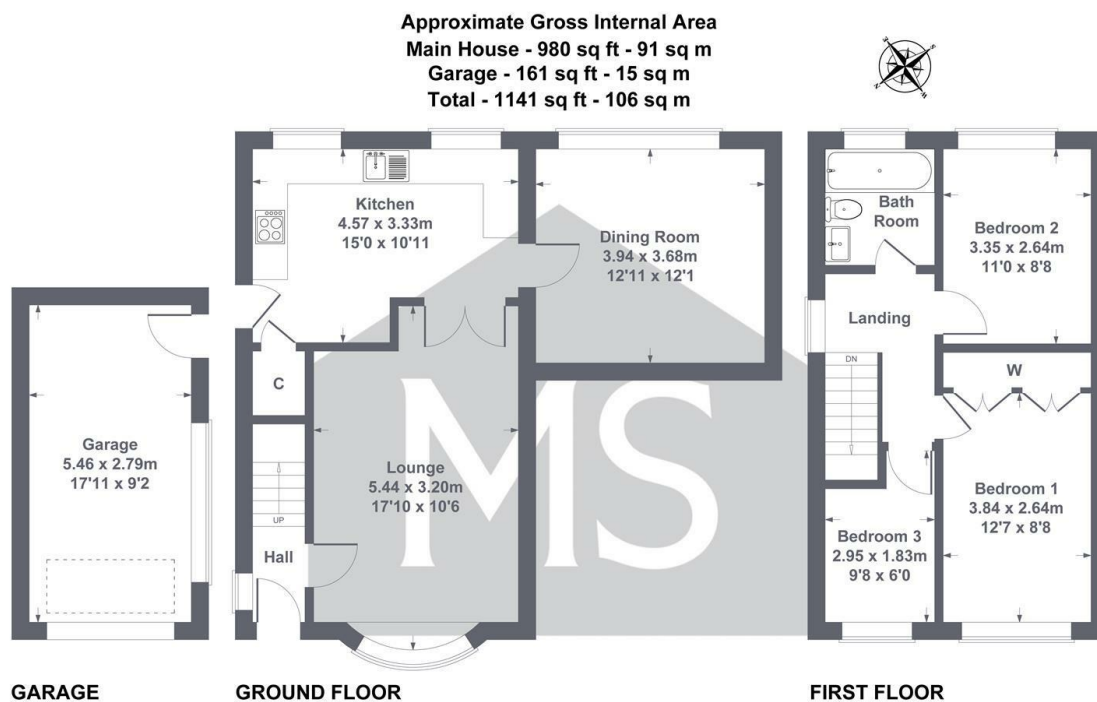 Approximate Gross Internal Area
Main House - 980 sq ft - 91 sq m
Garage - 161 sq ft - 15 sq m
Total - 1141 sq ft - 106 sq m
N
S
W
Kitchen
4.57 x 3.33m
15'0 x 10'11
Dining Room
3.94 x 3.68m
12'11 x 12'1
C
Lounge
5.44 x 3.20m
17'10 x 10'6
UP
Hall
Garage
5.46 x 2.79m
17'11 x 9'2
MS
Bath
Room
Bedroom 2
3.35 x 2.64m
11'0 x 8'8
Landing
DN
W
Bedroom 1
3.84 x 2.64m
12'7 x 8'8
Bedroom 3
2.95 x 1.83m
9'8 x 6'0
GARAGE
GROUND FLOOR
FIRST FLOOR